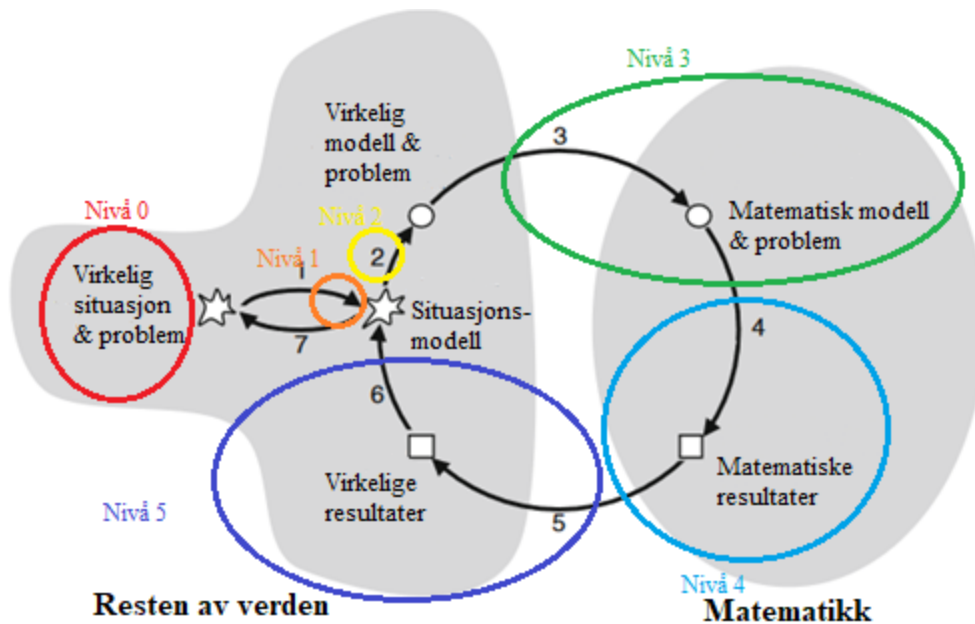 Nivå 3
Virkelig
modell &
problem
3
Nivå 0
Nivå 2
Matematisk modell
& problem
Nivå 1
2
Virkelig
situasjon
& problem
1
Situasjons-
modell
4
7
6
Matematiske
resultater
Virkelige
resultater
Nivå 5
5
Nivå 4
Resten av verden
Matematikk